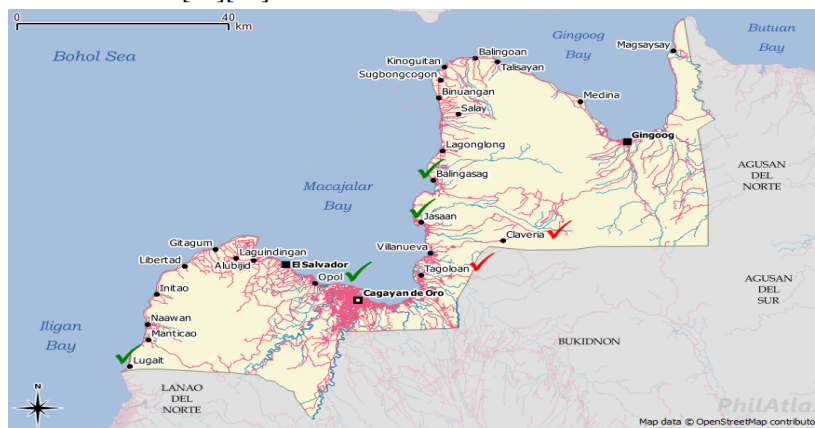 0 40
km
Bohol Sea
Gingoog
Bay
Butuan
Bay
Magsaysay
Balingoan
Kinoguitan
Talisayan
Sugbongcogon
Binuangan
Medina
Salay
Gingoog
Lagonglong
AGUSAN
DEL
NORTE
Balingasag
Macajalar
Bay
Jasaan
Claveria
Gitagum
Villanueva
Laguindingan
Libertad
Alubijid
El Salvador
Tagoloan
Opol
AGUSAN
DEL
SUR
Initao
Cagayan de Oro
Iligan
Bay
Naawan
Manticao
BUKIDNON
Lugait
N
LANAO
DEL
NORTE
PhilAtlas
Map data © OpenStreetMap contributo